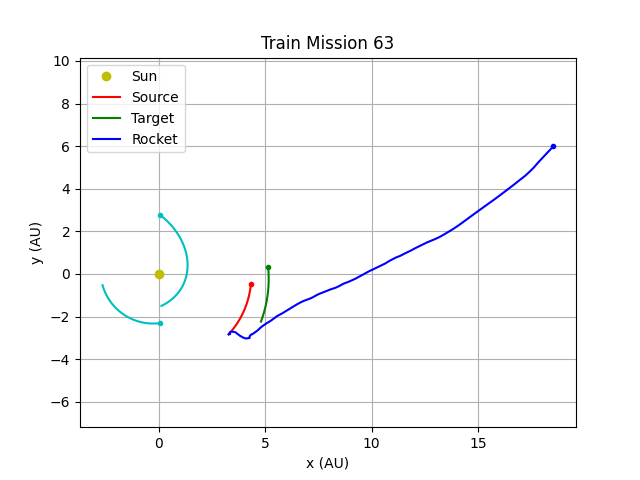 Train Mission 63
Sun
Source
Target
Rocket
10
8
6
4
2
0
−2
−4
−6
y (AU)
0
5
10
15
x (AU)